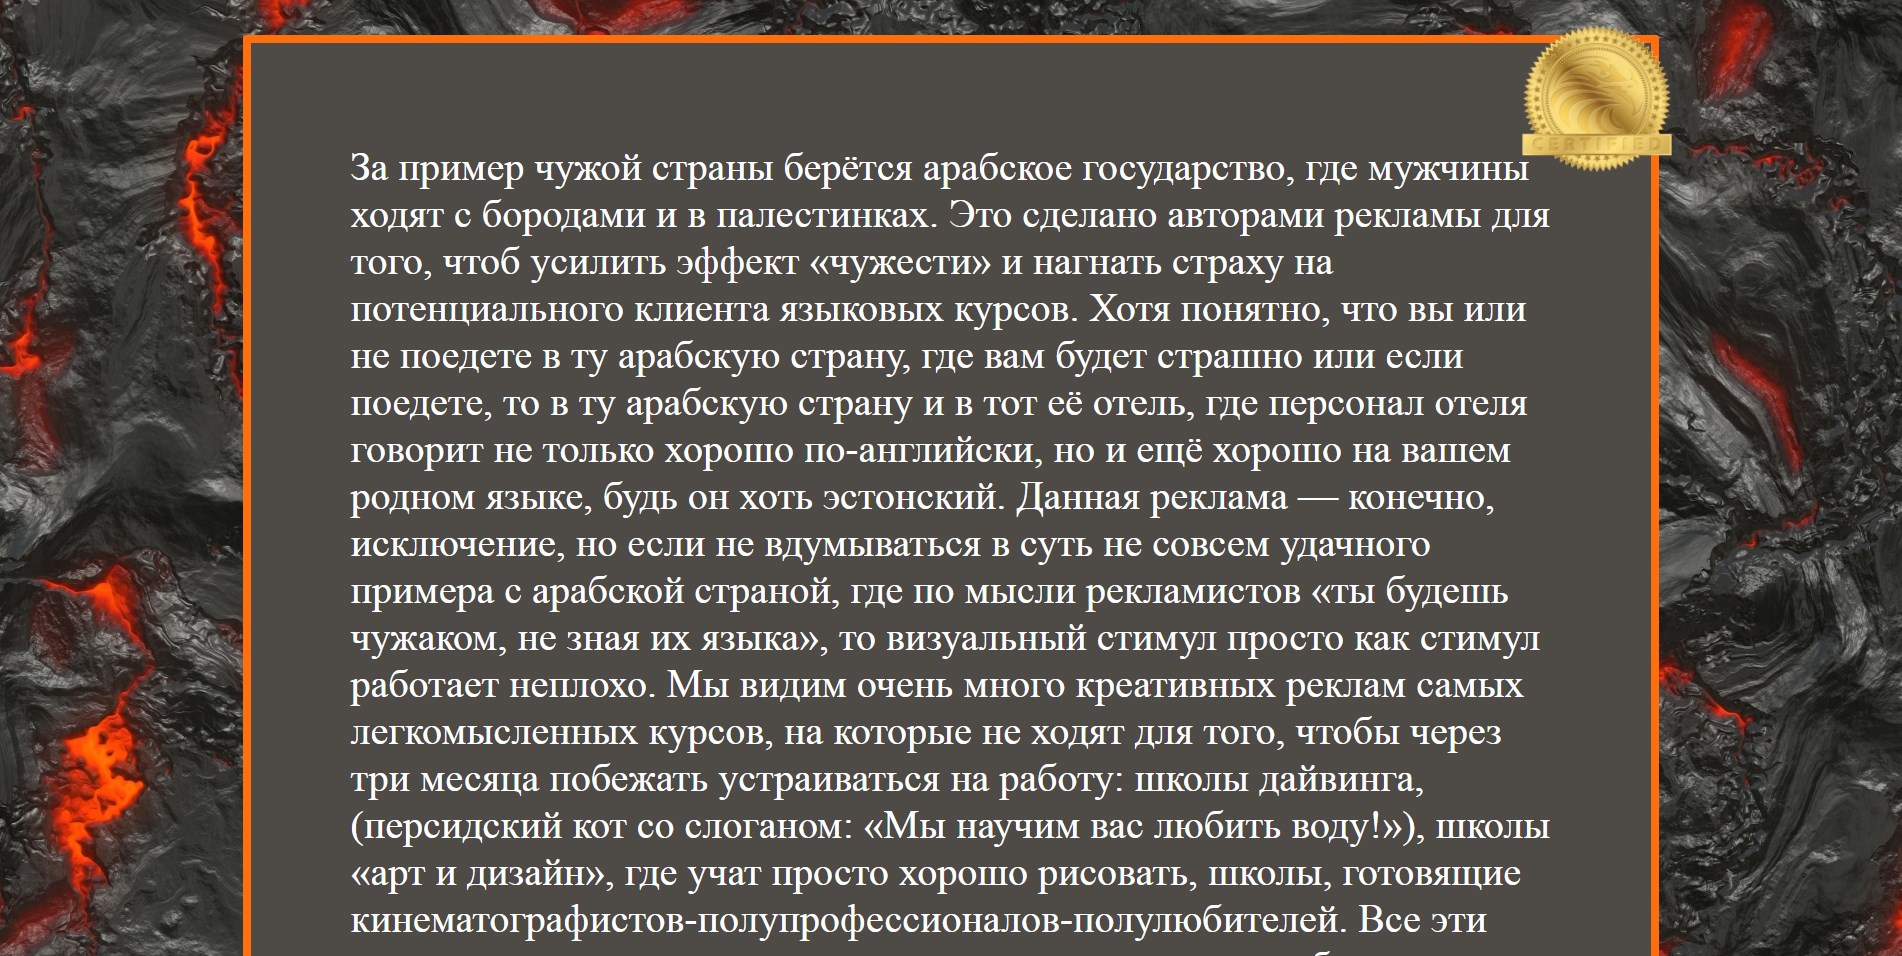 CERTIFIED
За пример чужой страны берётся арабское государство, где мужчины
ходят с бородами и в палестинках. Это сделано авторами рекламы для
того, чтоб усилить эффект «чужести» и нагнать страху на
потенциального клиента языковых курсов. Хотя понятно, что вы или
не поедете в ту арабскую страну, где вам будет страшно или если
поедете, то в ту арабскую страну и в тот её отель, где персонал отеля
говорит не только хорошо по-английски, но и ещё хорошо на вашем
родном языке, будь он хоть эстонский. Данная реклама — конечно,
исключение, но если не вдумываться в суть не совсем удачного
примера с арабской страной, где по мысли рекламистов «ты будешь
чужаком, не зная их языка», то визуальный стимул просто как стимул
работает неплохо. Мы видим очень много креативных реклам самых
легкомысленных курсов, на которые не ходят для того, чтобы через
три месяца побежать устраиваться на работу: школы дайвинга,
(персидский кот со слоганом: «Мы научим вас любить воду!»), школы
«арт и дизайн», где учат просто хорошо рисовать, школы, готовящие
кинематографистов-полупрофессионалов-полулюбителей. Все эти